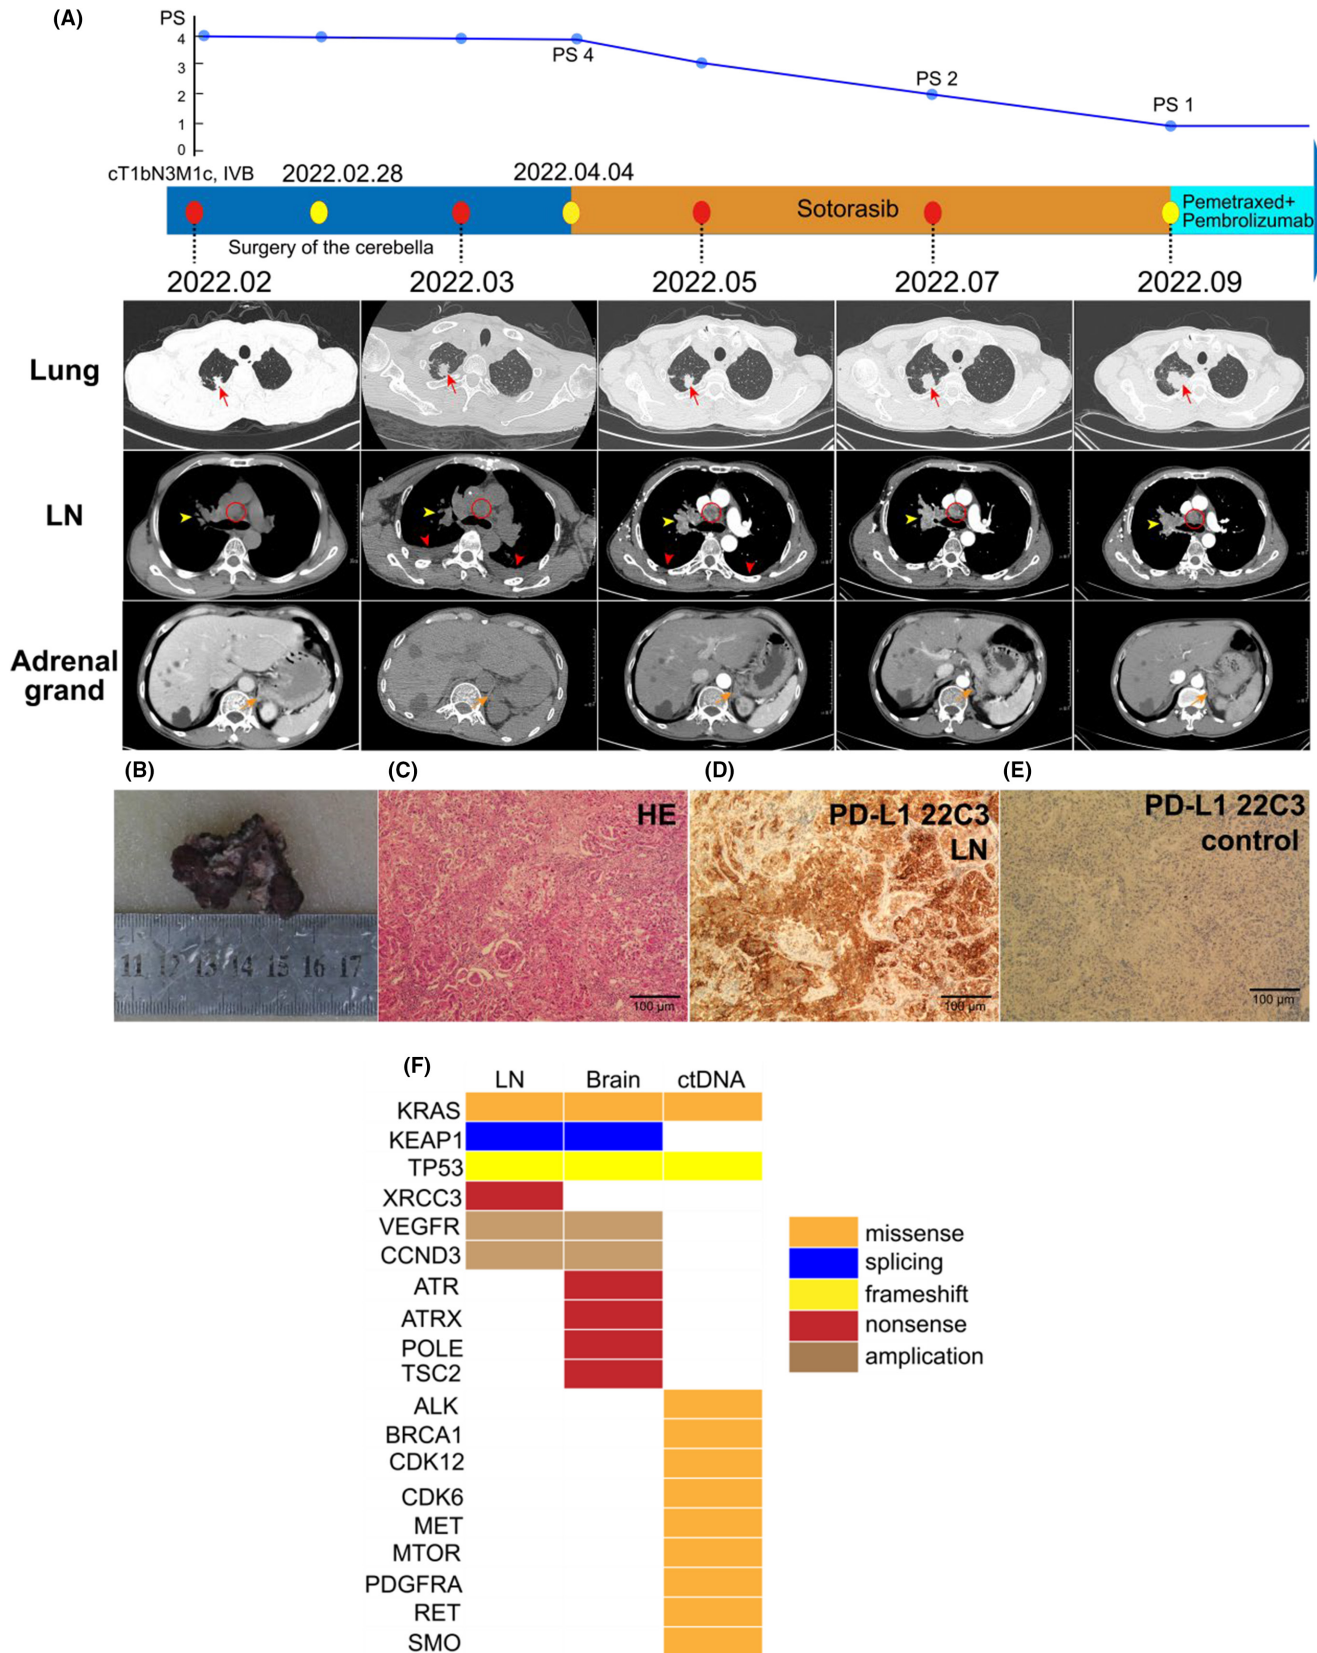 (A)
PS
4
3
2
1
0
PS 4
PS 2
PS 1
cT1bN3M1c, IVB
2022.02.28
2022.04.04
Sotorasib
Pemetraxed+
Pembrolizumab
Surgery of the cerebella
2022.02
2022.03
2022.05
2022.07
2022.09
Lung
LN
Adrenal
grand
(B)
(C)
(D)
(E)
11 12 13 14 15 16 17
HE
100 µm
PD-L1 22C3
LN
100 µm
PD-L1 22C3
control
100 µm
(F)
LN Brain ctDNA
KRAS
KEAP1
TP53
XRCC3
VEGFR
CCND3
ATR
ATRX
POLE
TSC2
ALK
BRCA1
CDK12
CDK6
MET
MTOR
PDGFRA
RET
SMO
missense
splicing
frameshift
nonsense
amplication